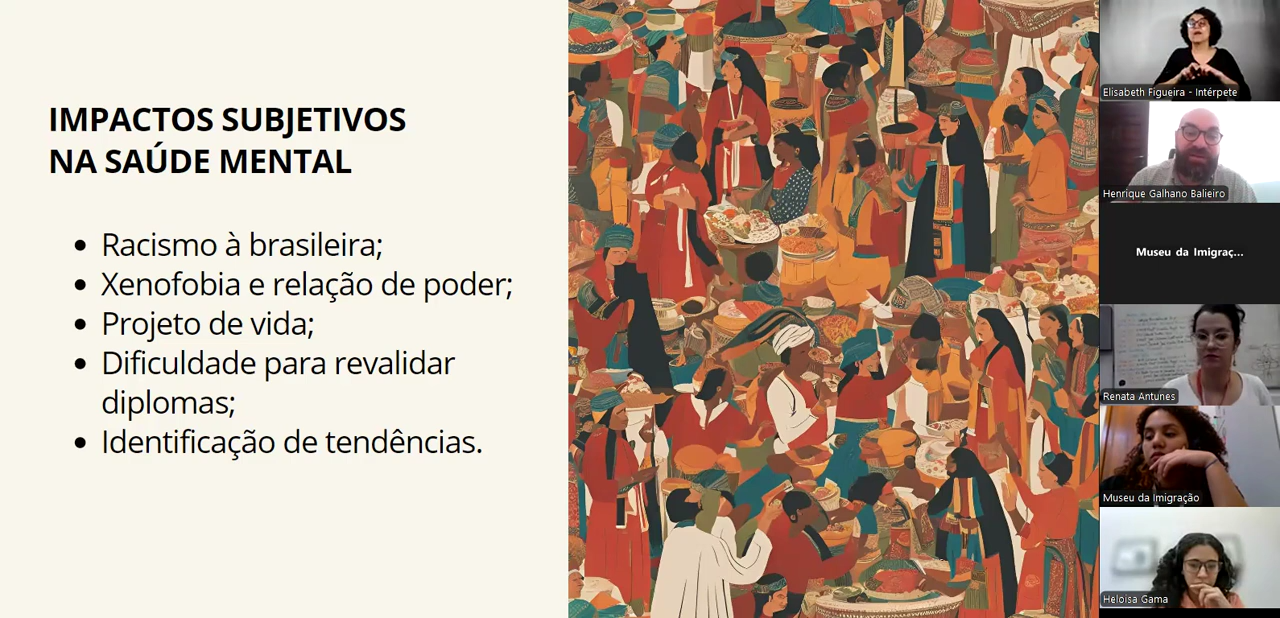 IMPACTOS SUBJETIVOS
NA SAÚDE MENTAL
• Racismo à brasileira;
• Xenofobia e relação de poder;
• Projeto de vida;
• Dificuldade para revalidar
diplomas;
• Identificação de tendências.
Elisabeth Figueira - Intérpete
Henrique Galhano Balieiro
Museu da Imigraç...
Renata Antunes
Museu da Imigração
Heloisa Gama